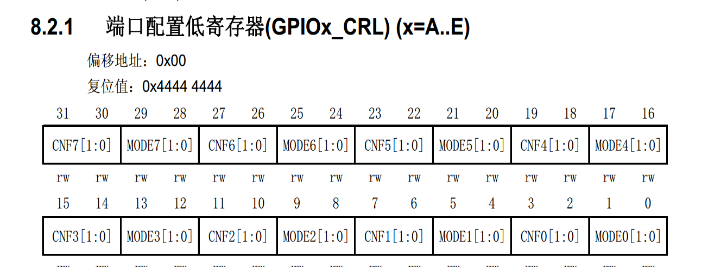 8.2.1 端口配置低寄存器(GPIOx_CRL) (x=A..E)
偏移地址：0x00
复位值：0x4444 4444
31 30 29 28 27 26 25 24 23 22 21 20 19 18 17 16
CNF7[1:0] MODE7[1:0] CNF6[1:0] MODE6[1:0] CNF5[1:0] MODE5[1:0] CNF4[1:0] MODE4[1:0]
rw rw rw rw rw rw rw rw rw rw rw rw rw rw rw rw
15 14 13 12 11 10 9 8 7 6 5 4 3 2 1 0
CNF3[1:0] MODE3[1:0] CNF2[1:0] MODE2[1:0] CNF1[1:0] MODE1[1:0] CNF0[1:0] MODE0[1:0]